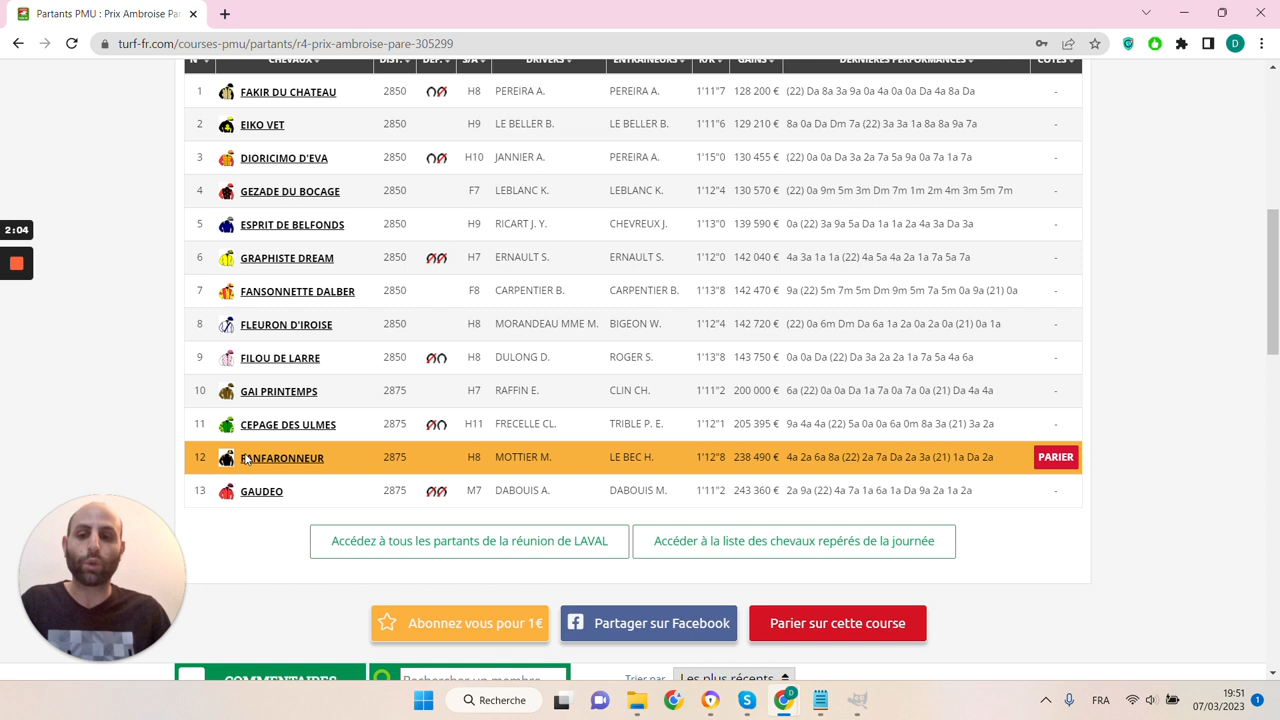 Partants PMU : Prix Ambroise Par
turf-fr.com/courses-pmu/partants/r4-prix-ambroise-pare-305299
N° CHEVAUX DIST. DEF. S/A DRIVERS ENTRAINEURS R/K GAINS DERNIÈRES PERFORMANCES COTES
1 FAKIR DU CHATEAU 2850 H8 PEREIRA A. PEREIRA A. 1'11"7 128 200 € (22) Da 8a 3a 9a 0a 4a 0a 0a Da 4a 8a Da -
2 EIKO VET 2850 H9 LE BELLER B. LE BELLER B. 1'11"6 129 210 € 8a 0a Da Dm 7a (22) 3a 3a 1a 8a 8a 9a 7a -
3 DIORICIMO D'EVA 2850 H10 JANNIER A. PEREIRA A. 1'15"0 130 455 € (22) 0a 0a Da 3a 2a 7a 5a 9a 0a 7a 1a 7a -
4 GEZADE DU BOCAGE 2850 F7 LEBLANC K. LEBLANC K. 1'12"4 130 570 € (22) 0a 9m 5m 3m Dm 7m 1m 2m 4m 3m 5m 7m -
5 ESPRIT DE BELFONDS 2850 H9 RICART J. Y. CHEVREUX J. 1'13"0 139 590 € 0a (22) 3a 9a 5a Da 1a 1a 2a 4a 3a Da 3a -
2:04
6 GRAPHISTE DREAM 2850 H7 ERNAULT S. ERNAULT S. 1'12"0 142 040 € 4a 3a 1a 1a (22) 4a 5a 4a 2a 1a 7a 5a 7a -
7 FANSONNETTE DALBER 2850 F8 CARPENTIER B. CARPENTIER B. 1'13"8 142 470 € 9a (22) 5m 7m 5m Dm 9m 5m 7a 5m 0a 9a (21) 0a -
8 FLEURON D'IROISE 2850 H8 MORANDEAU MME M. BIGEON W. 1'12"4 142 720 € (22) 0a 6m Dm Da 6a 1a 2a 0a 2a 0a (21) 0a 1a -
9 FILOU DE LARRE 2850 H8 DULONG D. ROGER S. 1'13"8 143 750 € 0a 0a Da (22) Da 3a 2a 2a 1a 7a 5a 4a 6a -
10 GAI PRINTEMPS 2875 H7 RAFFIN E. CLIN CH. 1'11"2 200 000 € 6a (22) 0a 0a Da 1a 7a 0a 7a 0a (21) Da 4a 4a -
11 CEPAGE DES ULMES 2875 H11 FRECELLE CL. TRIBLE P. E. 1'12"1 205 395 € 9a 4a 4a (22) 5a 0a 0a 6a 0m 8a 3a (21) 3a 2a -
12 FANFARONNEUR 2875 H8 MOTTIER M. LE BEC H. 1'12"8 238 490 € 4a 2a 6a 8a (22) 2a 7a Da 2a 3a (21) 1a Da 2a PARIER
13 GAUDEO 2875 M7 DABOUIS A. DABOUIS M. 1'11"2 243 360 € 2a 9a (22) 4a 7a 1a 6a 1a Da 9a 2a 1a 2a -
Accédez à tous les partants de la réunion de LAVAL Accéder à la liste des chevaux repérés de la journée
Abonnez vous pour 1€ Partager sur Facebook Parier sur cette course
COMMENTAIRES Rechercher un membre Trier par Les plus récents
Recherche FRA 19:51
07/03/2023